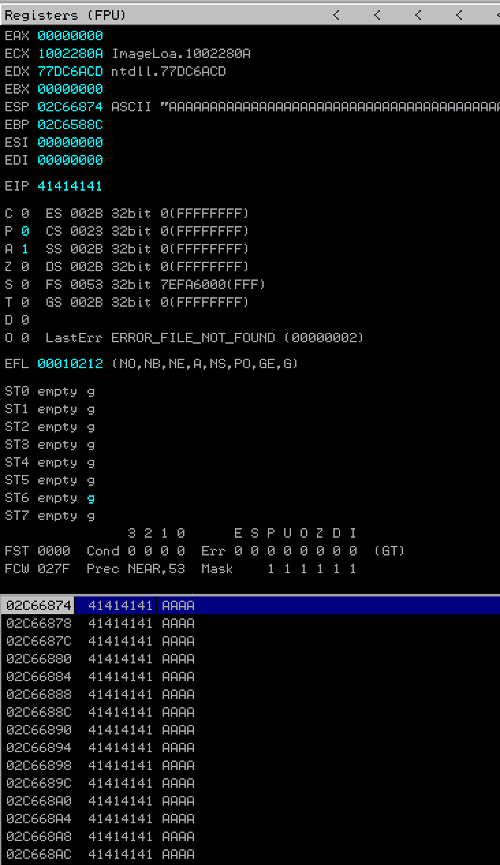 Registers (FPU) < < < < <
EAX 00000000
ECX 1002280A ImageLoa.1002280A
EDX 77DC6ACD ntdll.77DC6ACD
EBX 00000000
ESP 02C66874 ASCII "AAAAAAAAAAAAAAAAAAAAAAAAAAAAAAAAAAAAAAAAA
EBP 02C6588C
ESI 00000000
EDI 00000000
EIP 41414141
C 0 ES 002B 32bit 0(FFFFFFFF)
P 0 CS 0023 32bit 0(FFFFFFFF)
A 1 SS 002B 32bit 0(FFFFFFFF)
Z 0 DS 002B 32bit 0(FFFFFFFF)
S 0 FS 0053 32bit 7EFA6000(FFF)
T 0 GS 002B 32bit 0(FFFFFFFF)
D 0
O 0 LastErr ERROR_FILE_NOT_FOUND (00000002)
EFL 00010212 (NO,NB,NE,A,NS,PO,GE,G)
ST0 empty g
ST1 empty g
ST2 empty g
ST3 empty g
ST4 empty g
ST5 empty g
ST6 empty g
ST7 empty g
3 2 1 0 E S P U O Z D I
FST 0000 Cond 0 0 0 0 Err 0 0 0 0 0 0 0 0 (GT)
FCW 027F Prec NEAR,53 Mask 1 1 1 1 1 1
02C66874 41414141 AAAA
02C66878 41414141 AAAA
02C6687C 41414141 AAAA
02C66880 41414141 AAAA
02C66884 41414141 AAAA
02C66888 41414141 AAAA
02C6688C 41414141 AAAA
02C66890 41414141 AAAA
02C66894 41414141 AAAA
02C66898 41414141 AAAA
02C6689C 41414141 AAAA
02C668A0 41414141 AAAA
02C668A4 41414141 AAAA
02C668A8 41414141 AAAA
02C668AC 41414141 AAAA